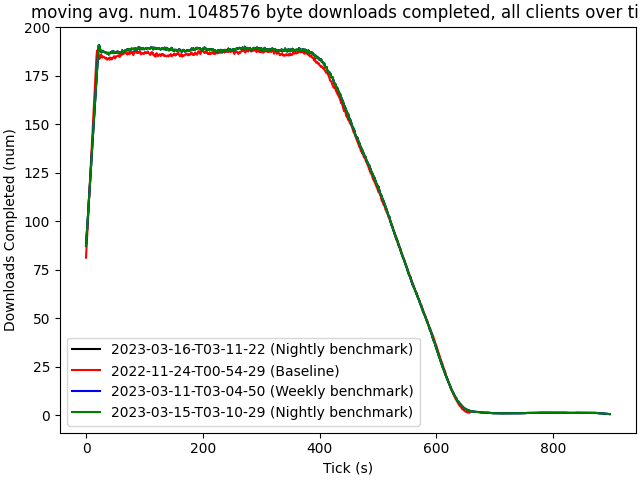 moving avg. num. 1048576 byte downloads completed, all clients over ti
200
175
150
125
100
75
50
25
0
Downloads Completed (num)
2023-03-16-T03-11-22 (Nightly benchmark)
2022-11-24-T00-54-29 (Baseline)
2023-03-11-T03-04-50 (Weekly benchmark)
2023-03-15-T03-10-29 (Nightly benchmark)
0 200 400 600 800
Tick (s)